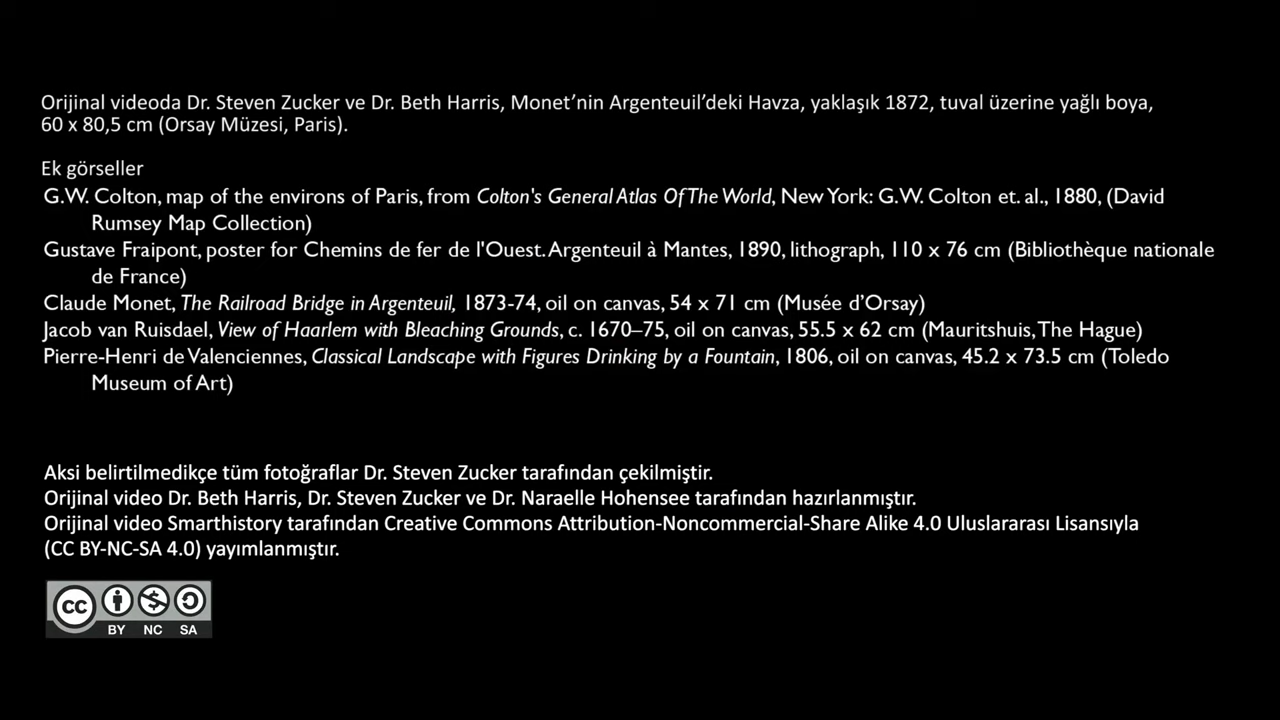 Orijinal videoda Dr. Steven Zucker ve Dr. Beth Harris, Monet’nin Argenteuil’deki Havza, yaklaşık 1872, tuval üzerine yağlı boya,
60 x 80,5 cm (Orsay Müzesi, Paris).
Ek görseller
G.W. Colton, map of the environs of Paris, from Colton's General Atlas Of The World, New York: G.W. Colton et. al., 1880, (David
Rumsey Map Collection)
Gustave Fraipont, poster for Chemins de fer de l'Ouest. Argenteuil à Mantes, 1890, lithograph, 110 x 76 cm (Bibliothèque nationale
de France)
Claude Monet, The Railroad Bridge in Argenteuil, 1873-74, oil on canvas, 54 x 71 cm (Musée d’Orsay)
Jacob van Ruisdael, View of Haarlem with Bleaching Grounds, c. 1670–75, oil on canvas, 55.5 x 62 cm (Mauritshuis, The Hague)
Pierre-Henri de Valenciennes, Classical Landscape with Figures Drinking by a Fountain, 1806, oil on canvas, 45.2 x 73.5 cm (Toledo
Museum of Art)
Aksi belirtilmedikçe tüm fotoğraflar Dr. Steven Zucker tarafından çekilmiştir.
Orijinal video Dr. Beth Harris, Dr. Steven Zucker ve Dr. Naraelle Hohensee tarafından hazırlanmıştır.
Orijinal video Smarthistory tarafından Creative Commons Attribution-Noncommercial-Share Alike 4.0 Uluslararası Lisansıyla
(CC BY-NC-SA 4.0) yayımlanmıştır.
cc
BY NC SA